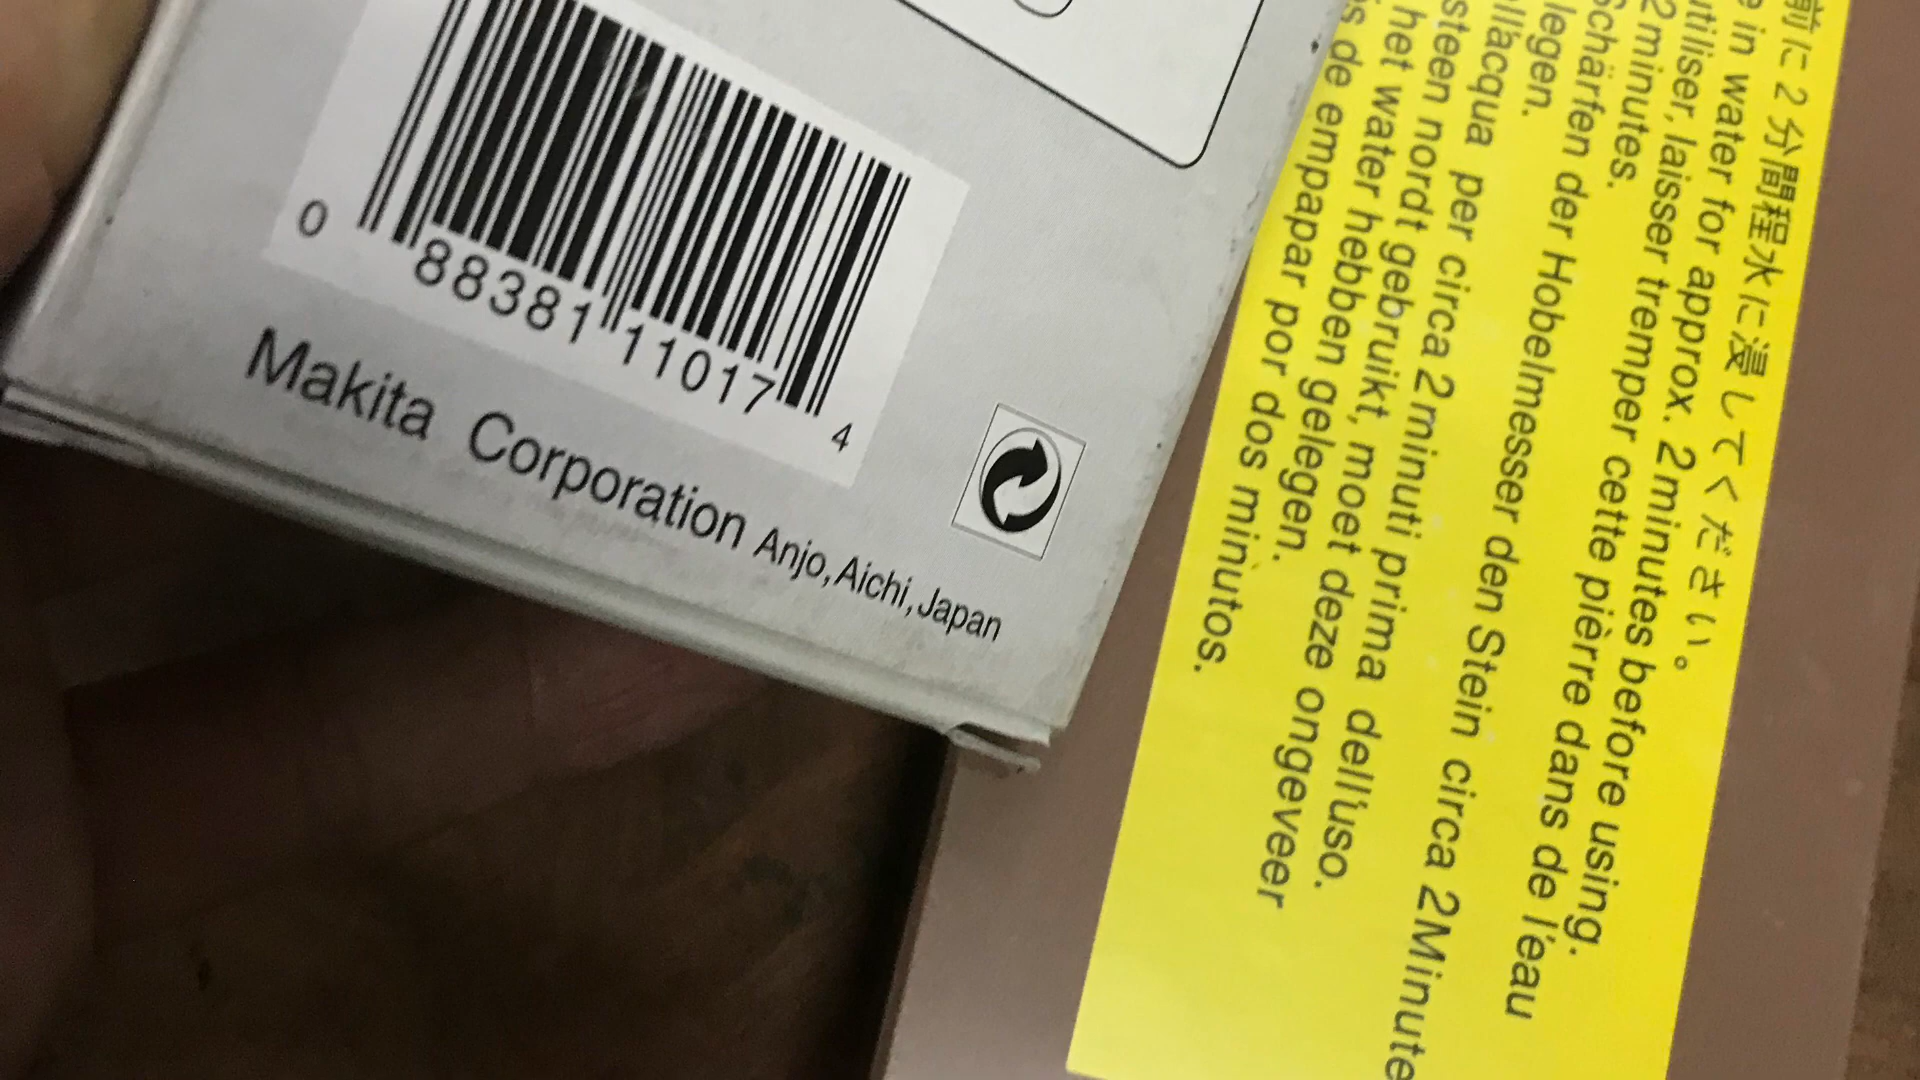 0 88381 11017 4
Makita Corporation Anjo, Aichi, Japan
前に2分間程水に浸してください。
in water for approx. 2minutes before using.
utiliser, laisser tremper cette pièrre dans de l'eau
2minutes.
Schärfen der Hobelmesser den Stein circa 2Minute
legen.
all'acqua per circa 2minuti prima dell'uso.
steen nordt gebruikt, moet deze ongeveer
het water hebben gelegen.
de empapar por dos minutos.